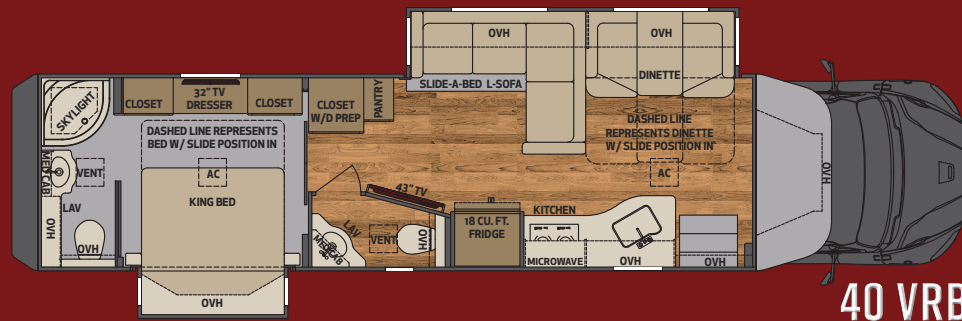 OVH
SLIDE-A-BED L-SOFA
OVH
DINETTE
DASHED LINE
REPRESENTS DINETTE
W/ SLIDE POSITION IN
AC
SKYLIGHT
CLOSET
32" TV
DRESSER
CLOSET
CLOSET
W/D PREP
PANTRY
DASHED LINE REPRESENTS
BED W/ SLIDE POSITION IN
AC
KING BED
OVH
MED CAB
VENT
LAV
OVH
OVH
43" TV
LAV
MED CAB
VENT
OVH
18 CU. FT.
FRIDGE
KITCHEN
MICROWAVE
OVH
OVH
OVH
40 VRB